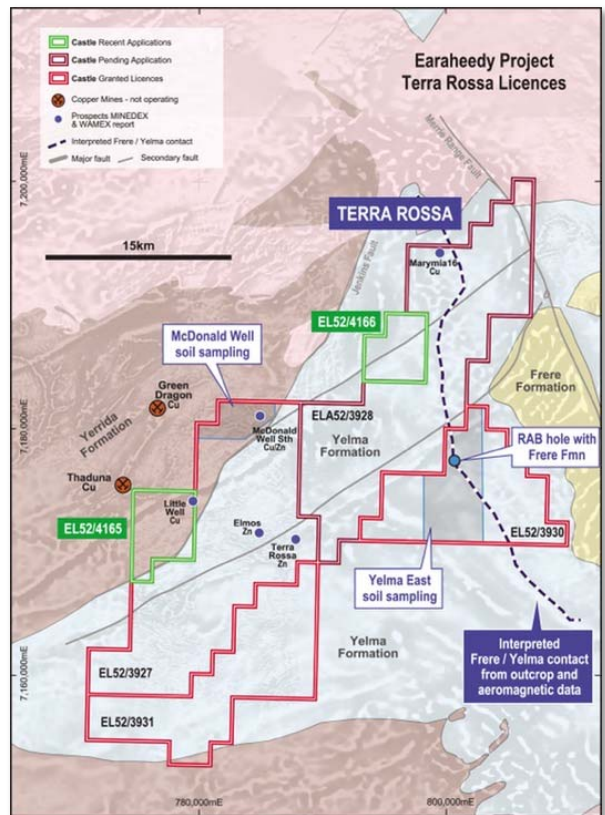 Castle Recent Applications
Castle Pending Application
Castle Granted Licences
Copper Mines - not operating
Prospects MINEDEX
& WAMEX report
Interpreted Frere / Yelma contact
Major fault
Secondary fault
Earaheedy Project
Terra Rossa Licences
Merrie Range Fault
7,200,000mE
TERRA ROSSA
15km
Jenkins Fault
Marymia16
Cu
EL52/4166
McDonald Well
soil sampling
Frere
Formation
Green
Dragon
Cu
Yerrida
Formation
7,180,000mE
McDonald
Well Sth
Cu/Zn
ELA52/3928
Yelma
Formation
RAB hole with
Frere Fmn
Thaduna
Cu
Little
Well
Cu
EL52/4165
Elmos
Zn
Terra
Rossa
Zn
EL52/3930
Yelma East
soil sampling
Yelma
Formation
Interpreted
Frere / Yelma contact
from outcrop and
aeromagnetic data
7,160,000mE
EL52/3927
EL52/3931
780,000mE
800,000mE